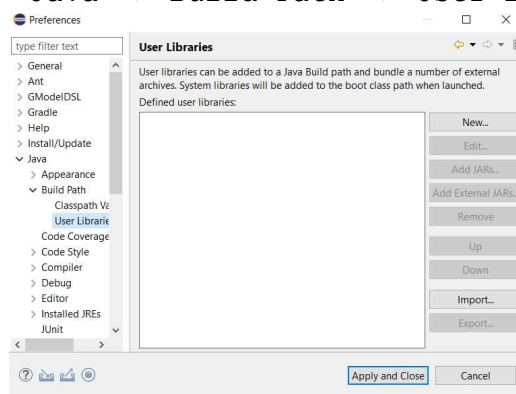 Preferences
type filter text
User Libraries
General
Ant
GModelDSL
Gradle
Help
Install/Update
Java
Appearance
Build Path
Classpath Va
User Librarie
Code Coverage
Code Style
Compiler
Debug
Editor
Installed JREs
JUnit
User libraries can be added to a Java Build path and bundle a number of external
archives. System libraries will be added to the boot class path when launched.
Defined user libraries:
New...
Edit...
Add JARs...
Add External JARs.
Remove
Up
Down
Import...
Export...
Apply and Close
Cancel